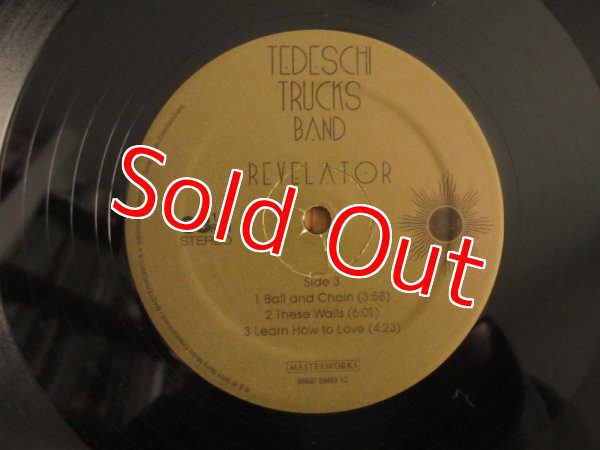 TEDESCHI
TRUCKS
BAND
REVELATOR
Sold Out
STEREO
Side 3
1 Ball and Chain (3:58)
2 These Walls (6:01)
3 Learn How to Love (4:23)
MASTERWORKS